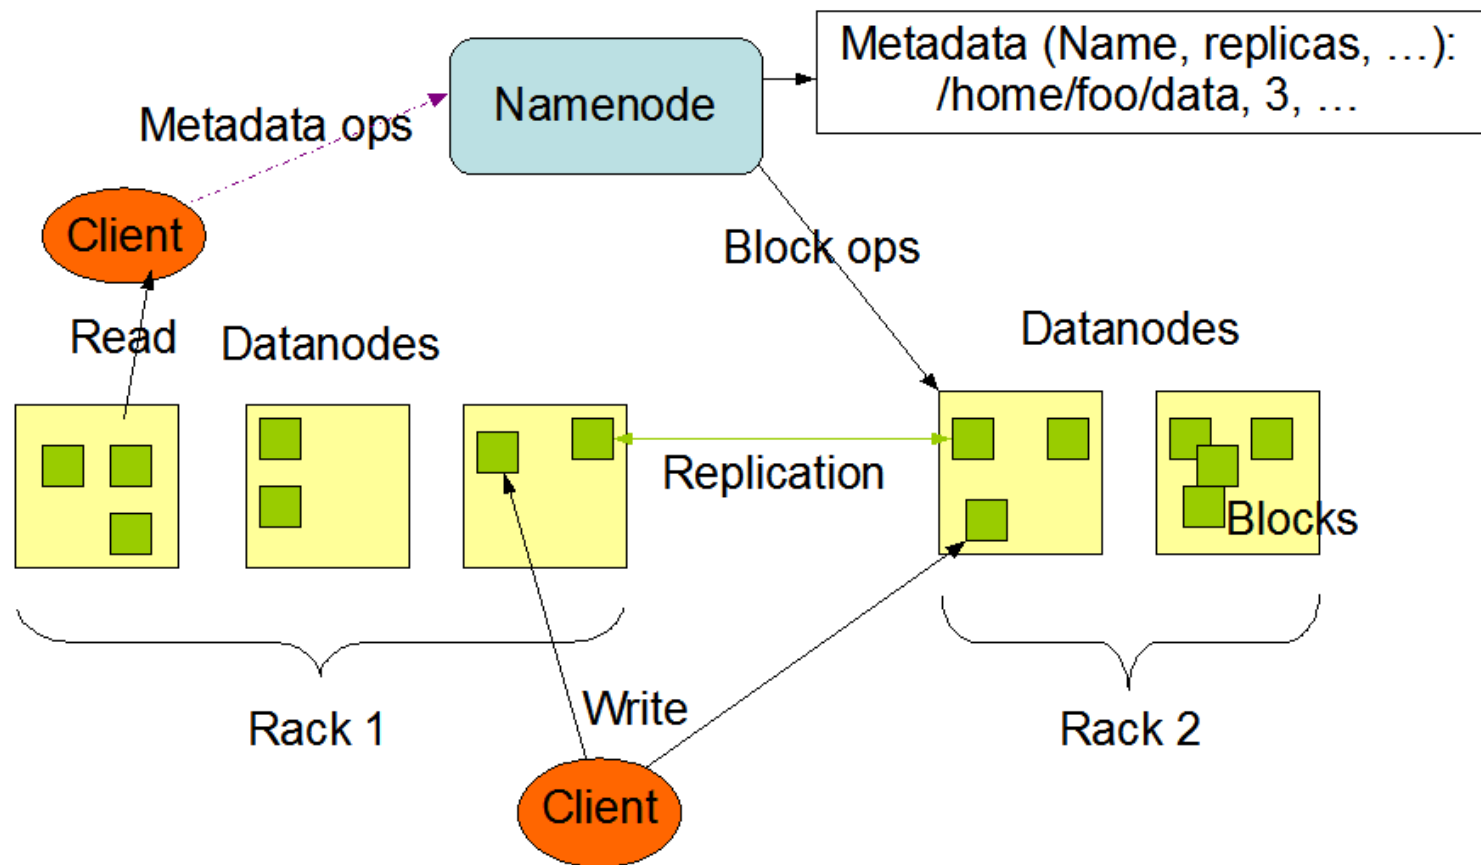 Metadata (Name, replicas, …):
/home/foo/data, 3, …
Namenode
Metadata ops
Client
Block ops
Read
Datanodes
Datanodes
Replication
Blocks
Write
Rack 1
Rack 2
Client